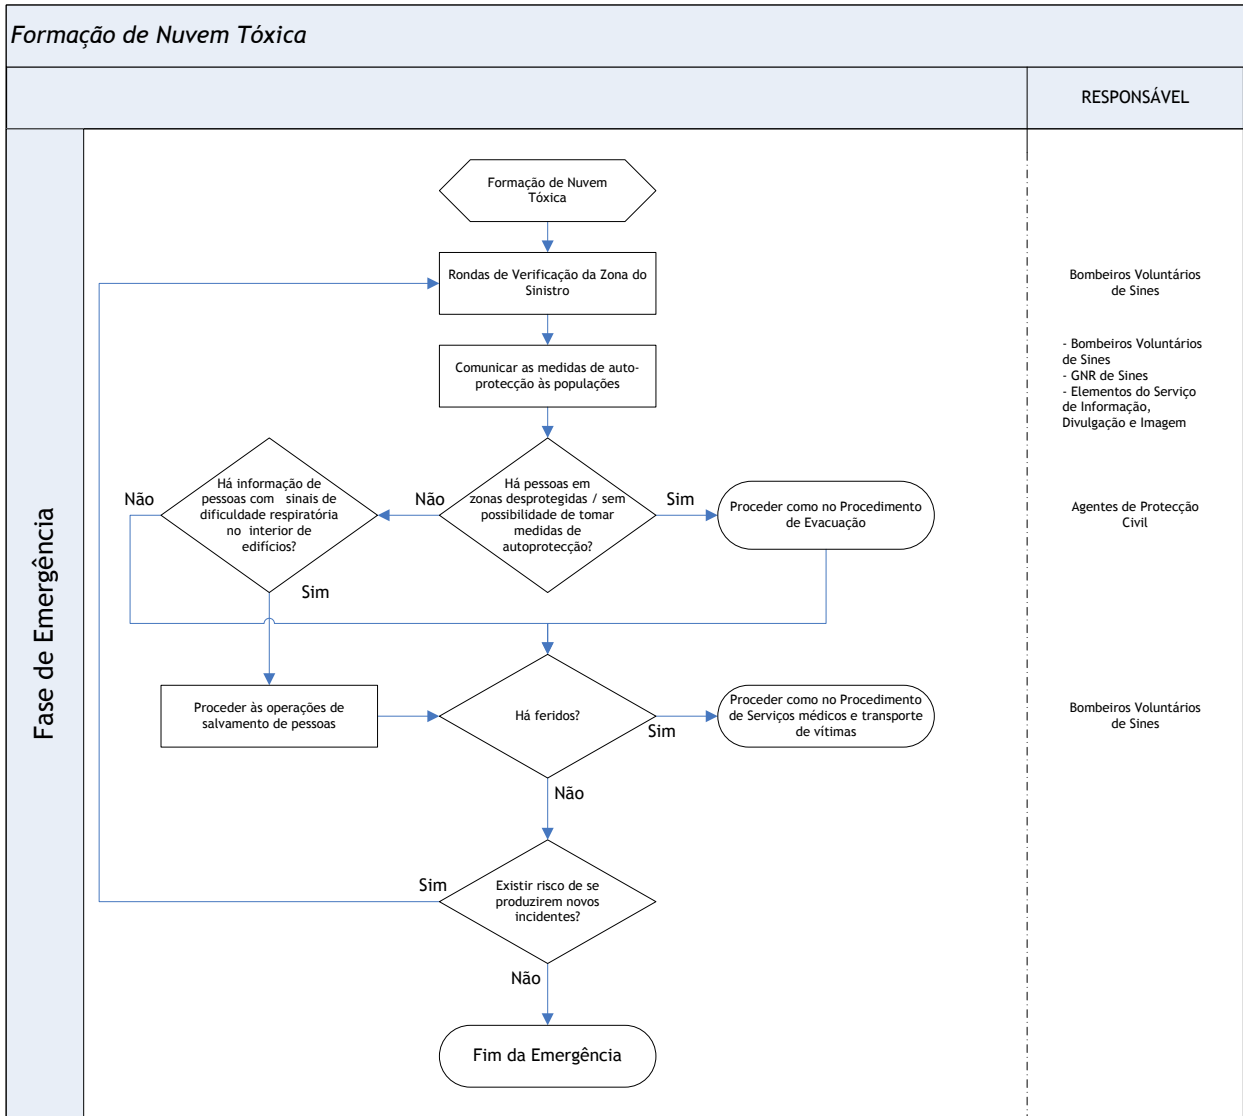 Formação de Nuvem Tóxica
RESPONSÁVEL
Fase de Emergência
Formação de Nuvem
Tóxica
Rondas de Verificação da Zona do
Sinistro
Bombeiros Voluntários
de Sines
Comunicar as medidas de auto-
protecção às populações
- Bombeiros Voluntários
de Sines
- GNR de Sines
- Elementos do Serviço
de Informação,
Divulgação e Imagem
Há informação de
pessoas com sinais de
dificuldade respiratória
no interior de
edifícios?
Não
Sim
Há pessoas em
zonas desprotegidas / sem
possibilidade de tomar
medidas de
autoprotecção?
Não
Sim
Proceder como no Procedimento
de Evacuação
Agentes de Protecção
Civil
Proceder às operações de
salvamento de pessoas
Há feridos?
Sim
Não
Proceder como no Procedimento
de Serviços médicos e transporte
de vítimas
Bombeiros Voluntários
de Sines
Sim
Existir risco de se
produzirem novos
incidentes?
Não
Fim da Emergência